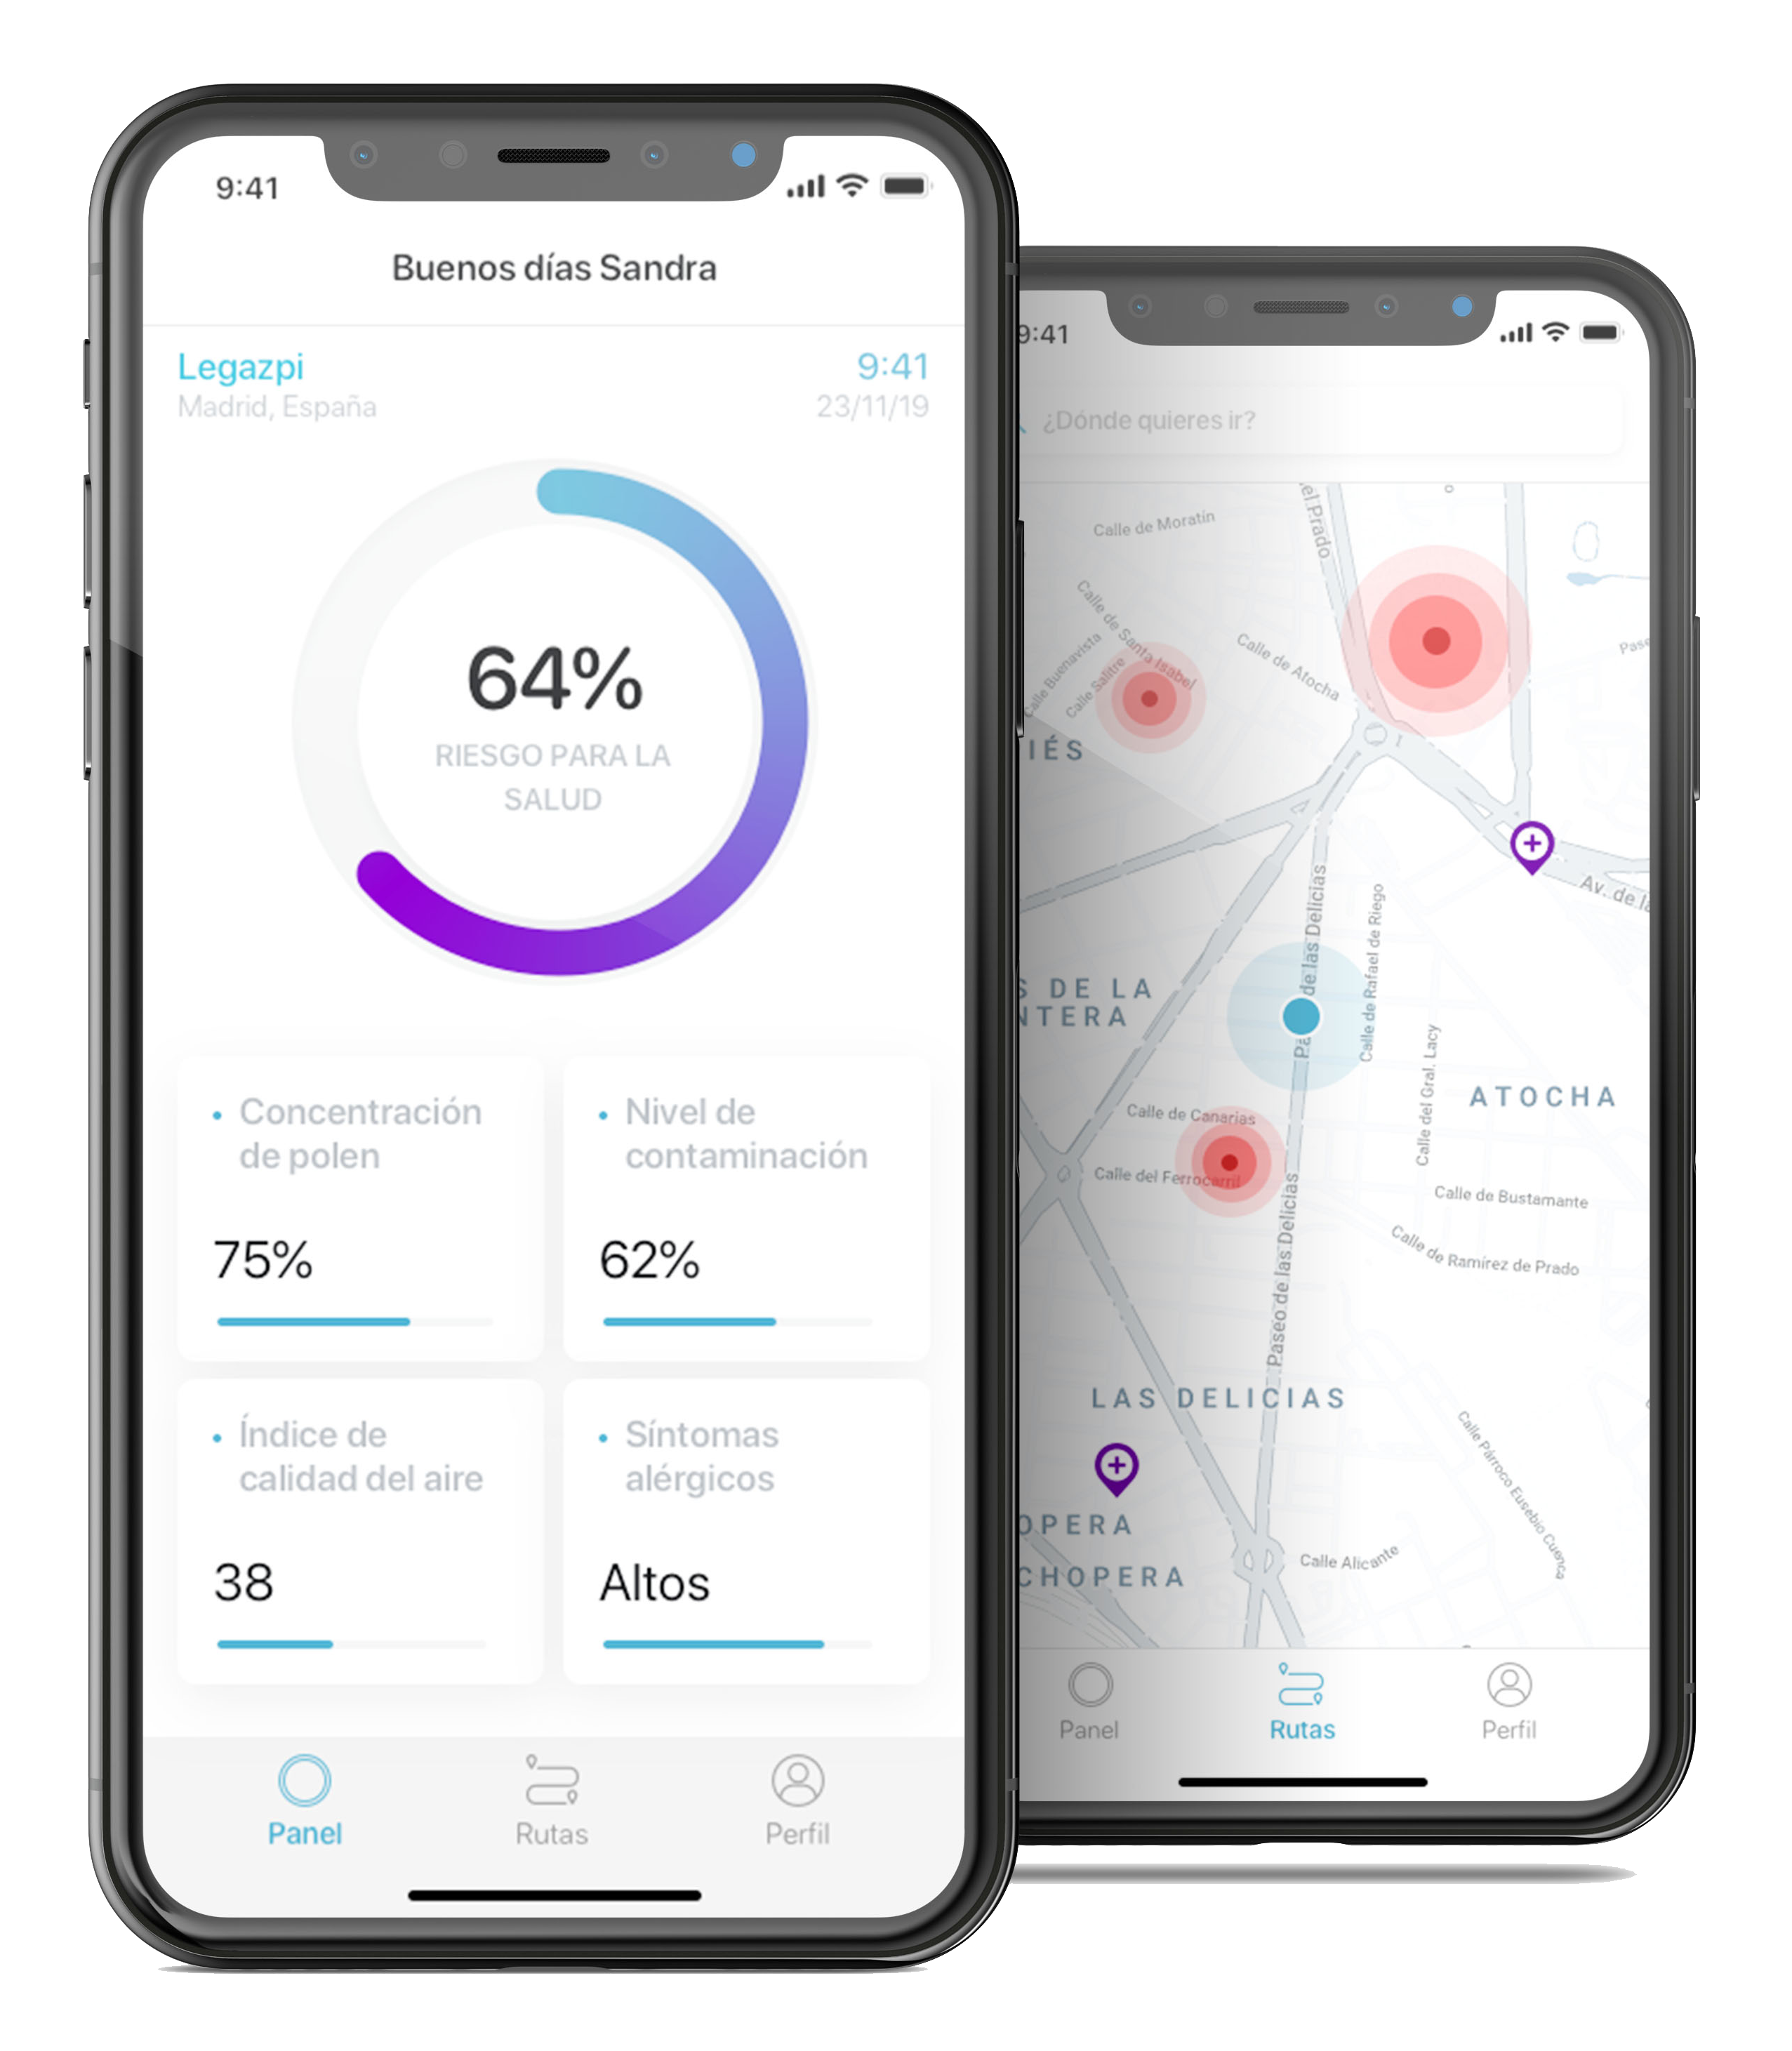 9:41
Buenos días Sandra
Legazpi
9:41
Madrid, España
23/11/19
64%
RIESGO PARA LA
SALUD
Concentración
de polen
75%
Nivel de
contaminación
62%
Índice de
calidad del aire
38
Síntomas
alérgicos
Altos
Panel
Rutas
Perfil
9:41
¿Dónde quieres ir?
Calle de Moratín
el Prado
Calle de Santa Isabel
Calle Buenavista
Calle Salitre
Calle de Atocha
IÉS
Av. de la
Paseo de las Delicias
Calle de Rafael de Riego
S DE LA
NTERA
Calle del Gral. Lacy
ATOCHA
Calle de Canarias
Calle del Ferrocarril
Calle de Bustamante
Calle de Ramírez de Prado
Paseo de las Delicias
LAS DELICIAS
Calle Párroco Eusebio Cuenca
OPERA
CHOPERA
Calle Alicante
Panel
Rutas
Perfil